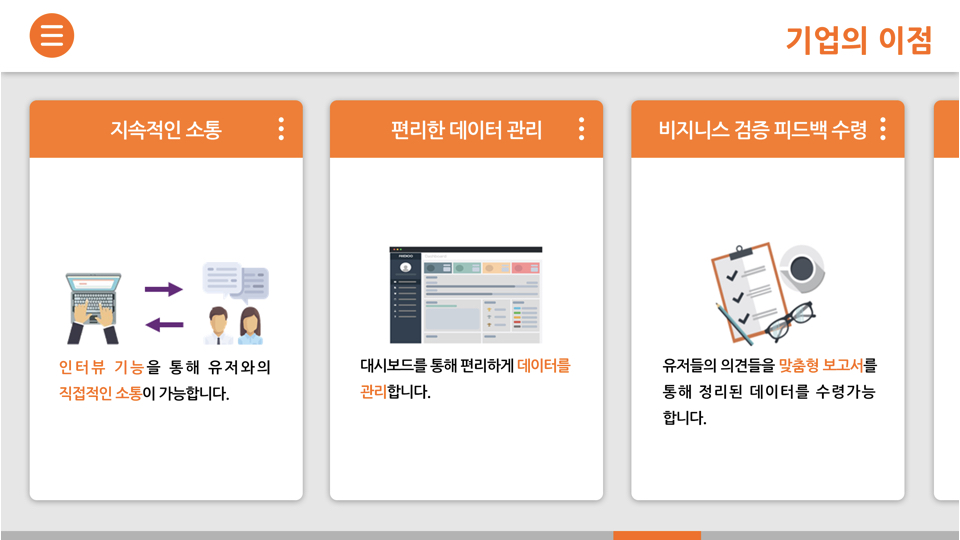 기업의 이점
지속적인 소통
편리한 데이터 관리
비지니스 검증 피드백 수령
인터뷰 기능을 통해 유저와의
직접적인 소통이 가능합니다.
대시보드를 통해 편리하게 데이터를
관리합니다.
유저들의 의견들을 맞춤형 보고서를
통해 정리된 데이터를 수령가능
합니다.